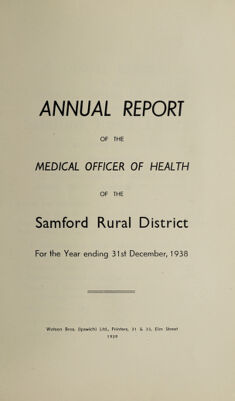 ANNUAL REPORT
OF THE
MEDICAL OFFICER OF HEALTH
OF THE
Samford Rural District
For the Year ending 31st December, 1938
Watson Bros. (Ipswich) Ltd., Printers, 31 & 33, Elm Street
1939